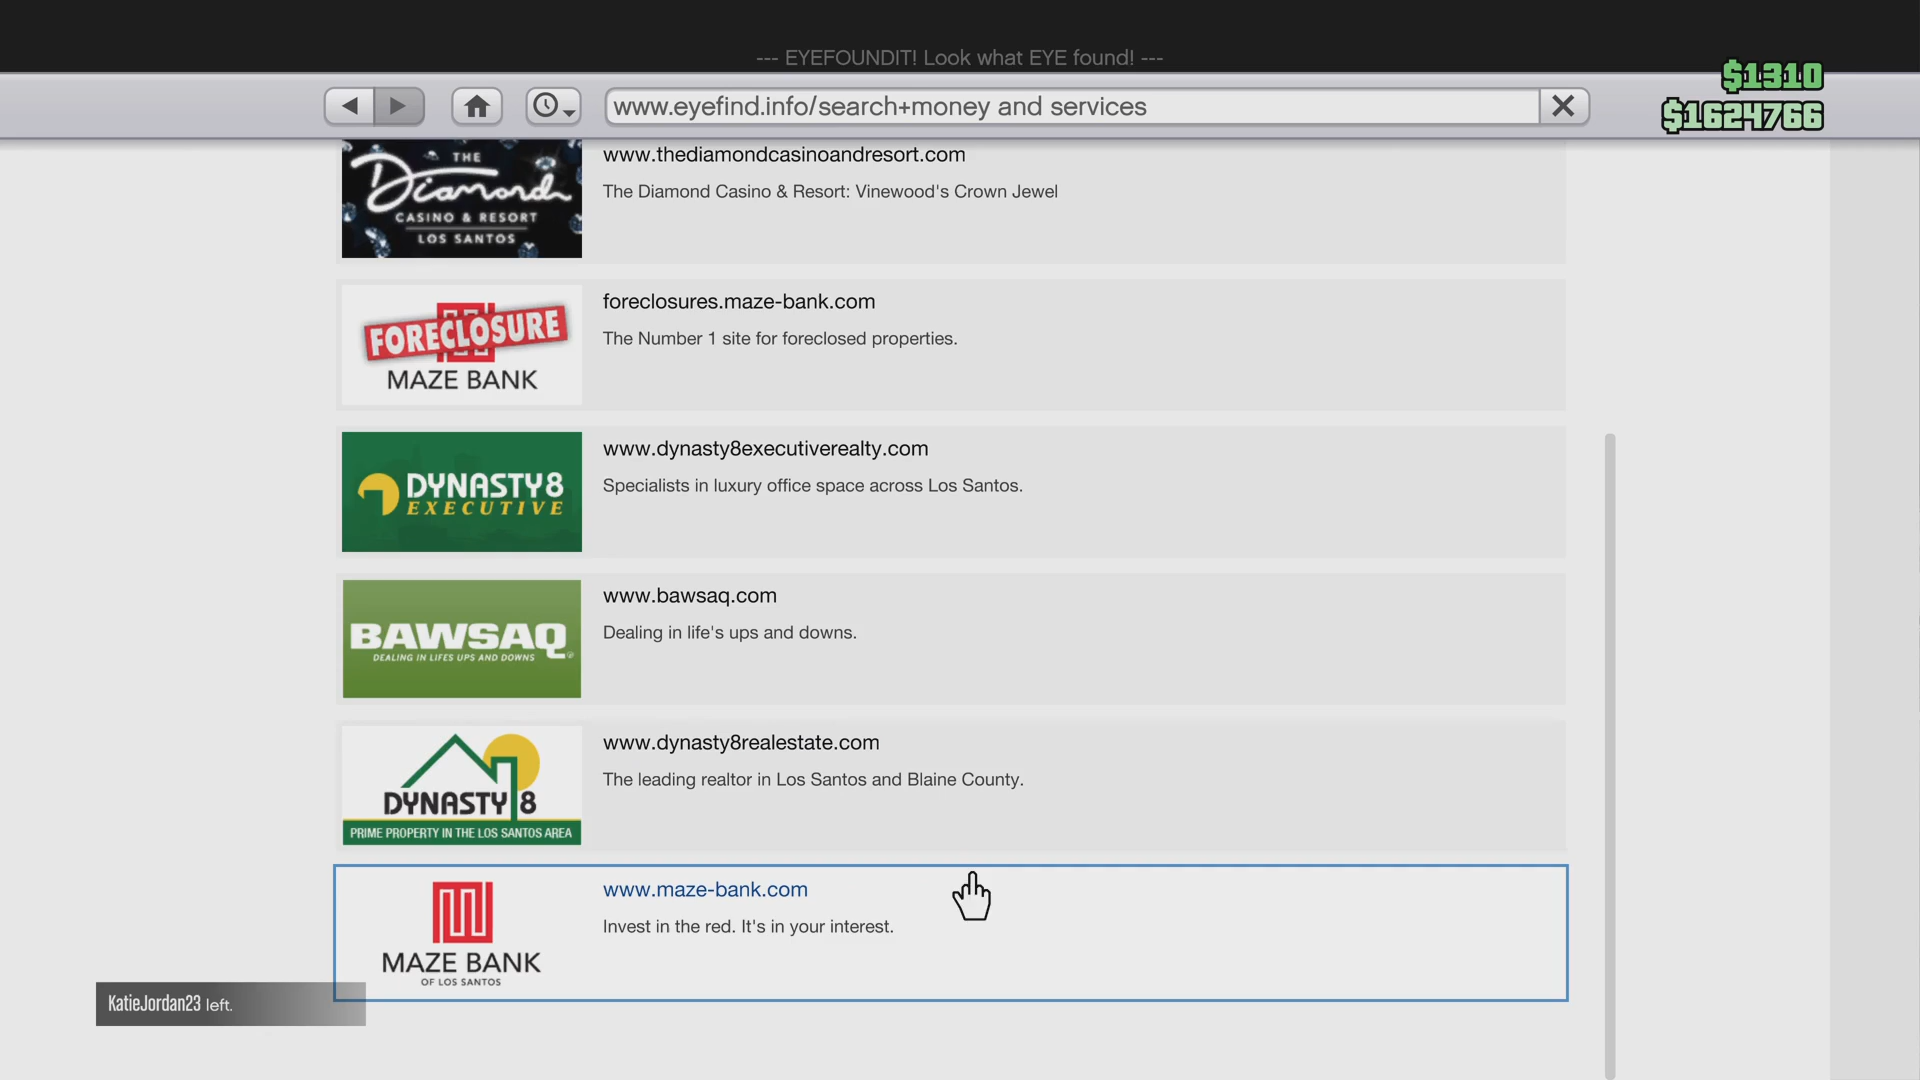 --- EYEFOUNDIT! Look what EYE found! ---
www.eyefind.info/search+money and services
$1310
$1624766
THE
Diamond
CASINO & RESORT
LOS SANTOS
www.thediamondcasinoandresort.com
The Diamond Casino & Resort: Vinewood's Crown Jewel
FORECLOSURE
MAZE BANK
foreclosures.maze-bank.com
The Number 1 site for foreclosed properties.
DYNASTY8
EXECUTIVE
www.dynasty8executiverealty.com
Specialists in luxury office space across Los Santos.
BAWSAQ
DEALING IN LIFES UPS AND DOWNS
www.bawsaq.com
Dealing in life's ups and downs.
DYNASTY 8
PRIME PROPERTY IN THE LOS SANTOS AREA
www.dynasty8realestate.com
The leading realtor in Los Santos and Blaine County.
MAZE BANK
OF LOS SANTOS
www.maze-bank.com
Invest in the red. It's in your interest.
KatieJordan23 left.